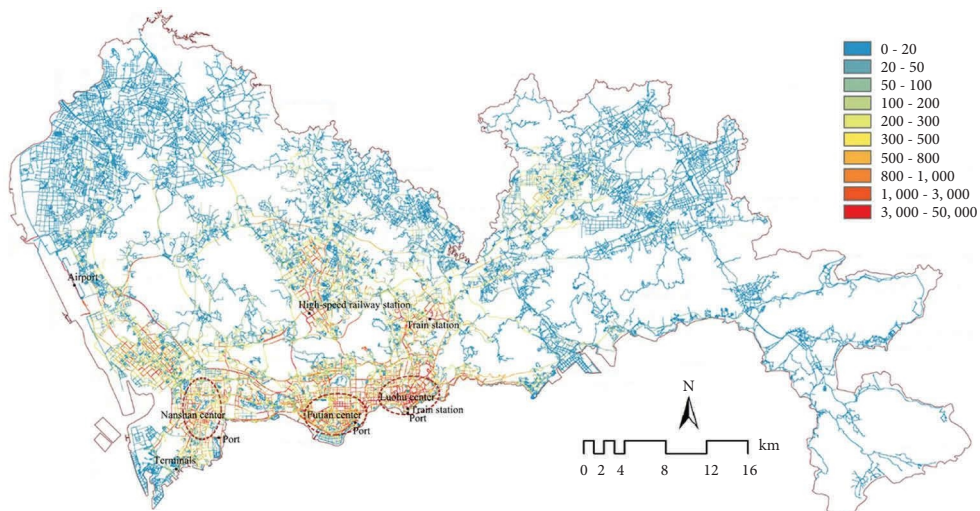 0 - 20
20 - 50
50 - 100
100 - 200
200 - 300
300 - 500
500 - 800
800 - 1, 000
1, 000 - 3, 000
3, 000 - 50, 000
Airport
High-speed railway station
Train station
Luohu center
Nanshan center
Futian center
Train station
Port
Port
Port
Terminals
N
km
0 2 4 8 12 16